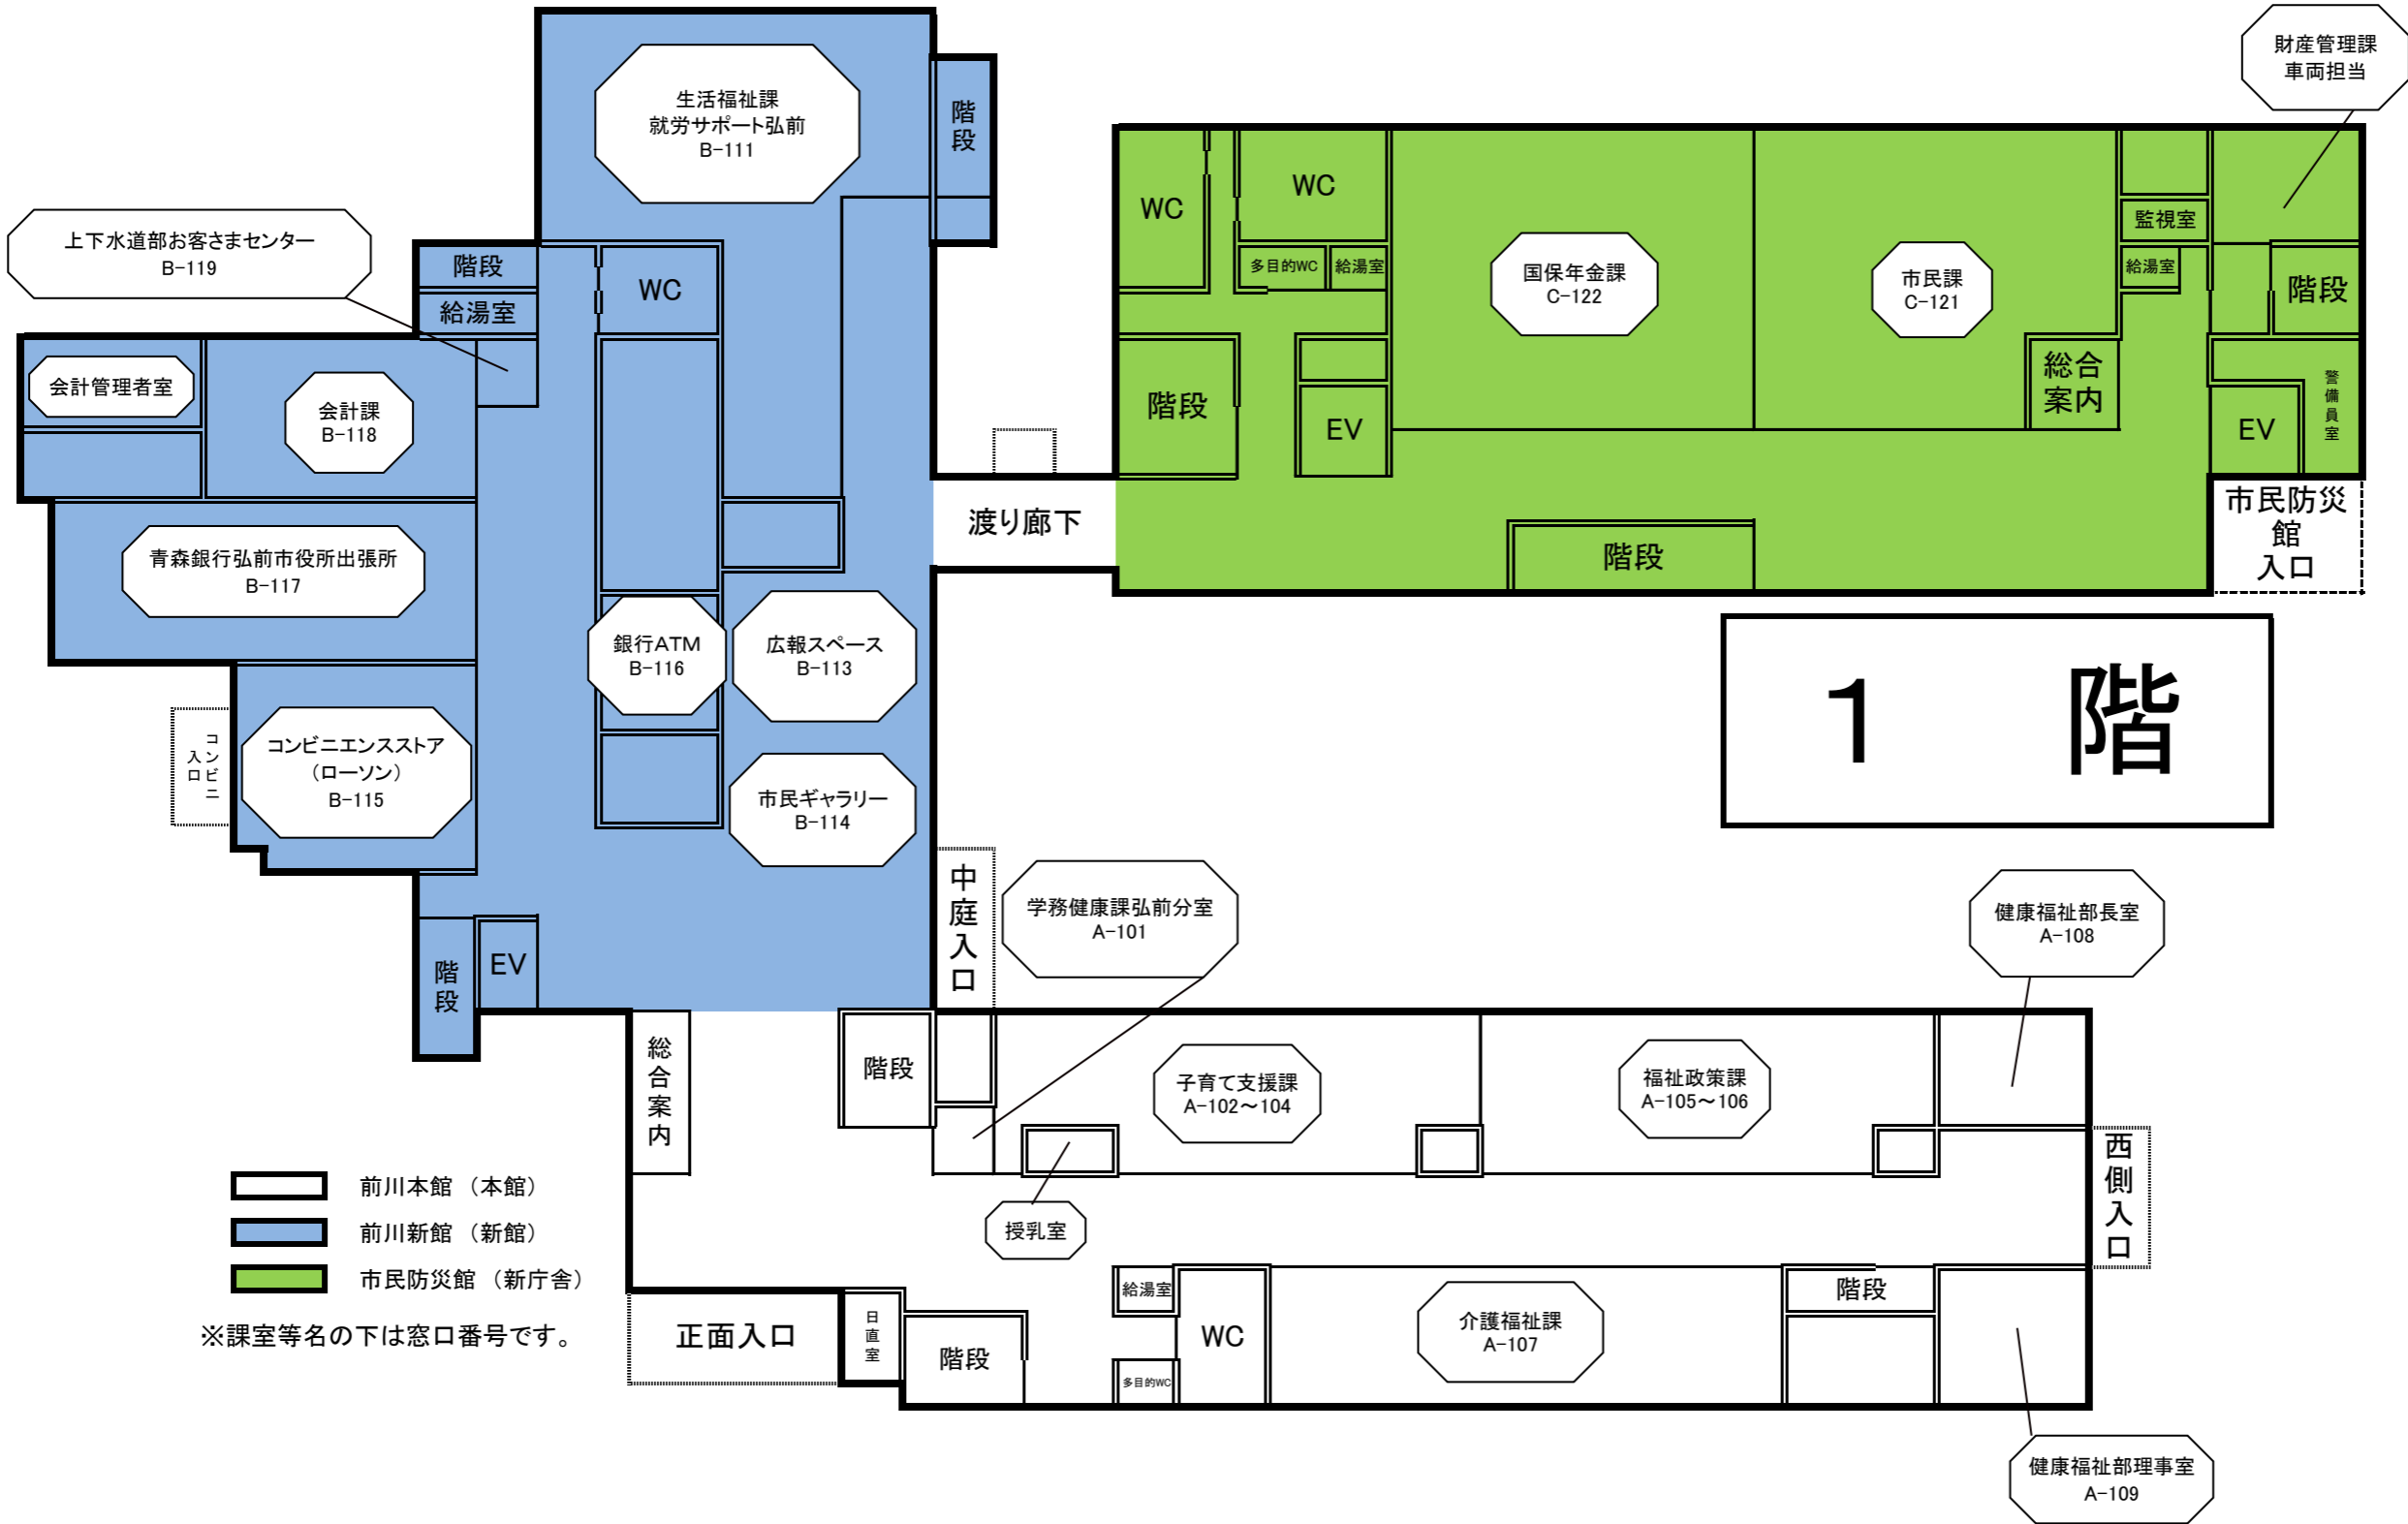 財産管理課
車両担当
生活福祉課
就労サポート弘前
B-111
階段
WC
WC
監視室
上下水道部お客さまセンター
B-119
階段
給湯室
WC
多目的WC
給湯室
国保年金課
C-122
市民課
C-121
給湯室
階段
会計管理者室
会計課
B-118
階段
EV
総合
案内
EV
警備員室
渡り廊下
階段
市民防災
館
入口
青森銀行弘前市役所出張所
B-117
銀行ATM
B-116
広報スペース
B-113
1 階
コンビニ
入口
コンビニエンスストア
（ローソン）
B-115
市民ギャラリー
B-114
中庭入口
学務健康課弘前分室
A-101
健康福祉部長室
A-108
階段
EV
総合案内
階段
子育て支援課
A-102～104
福祉政策課
A-105～106
西側入口
授乳室
前川本館 （本館）
前川新館 （新館）
市民防災館 （新庁舎）
※課室等名の下は窓口番号です。
正面入口
日直室
階段
給湯室
多目的WC
WC
介護福祉課
A-107
階段
健康福祉部理事室
A-109